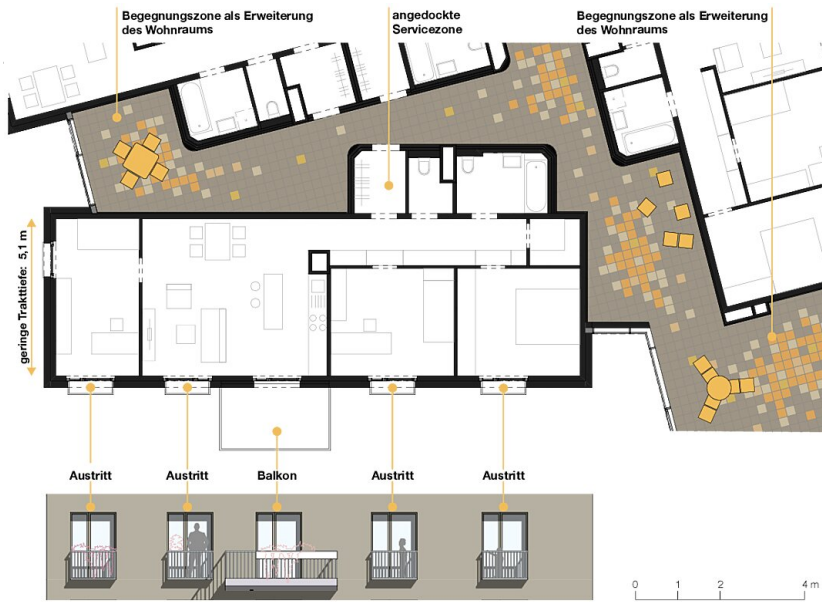 Begegnungszone als Erweiterung
des Wohnraums
angedockte
Servicezone
Begegnungszone als Erweiterung
des Wohnraums
geringe Trakttiefe: 5,1 m
Austritt
Austritt
Balkon
Austritt
Austritt
0 1 2 4 m